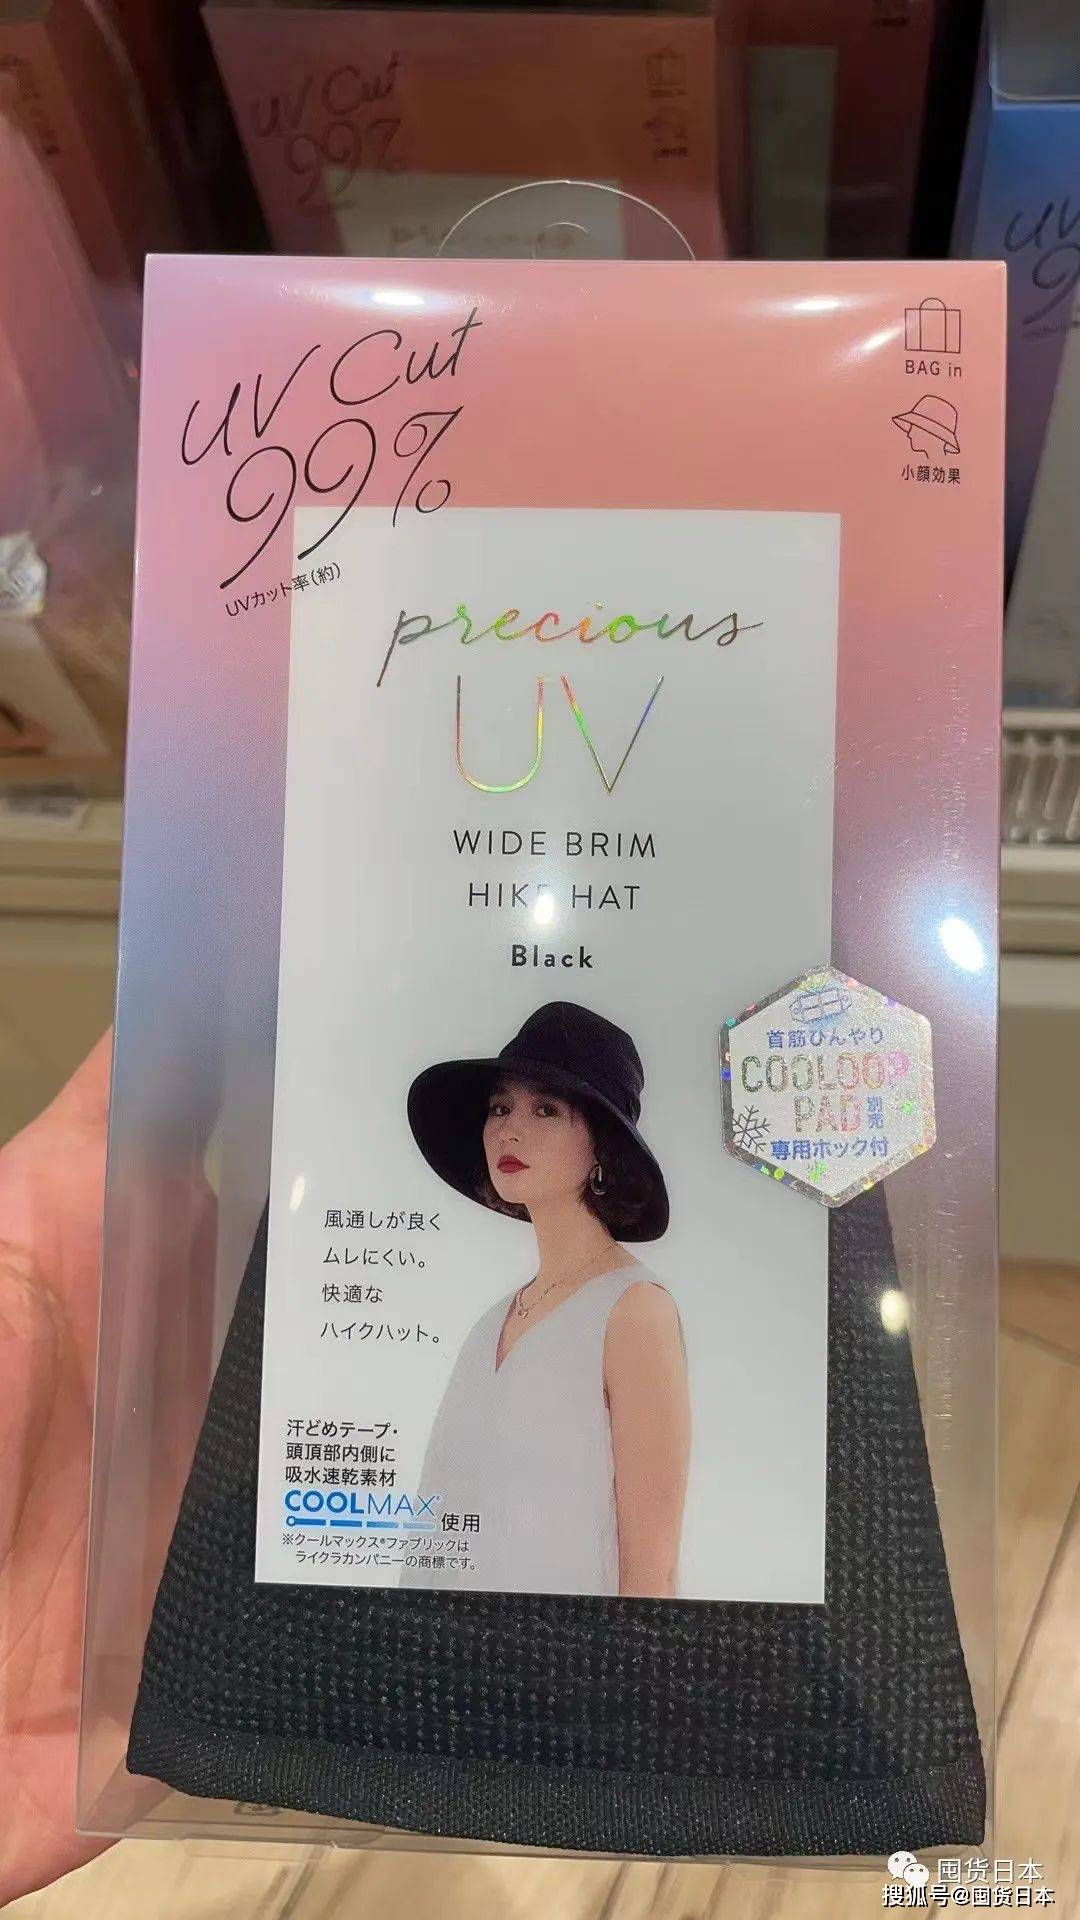 UV Cut
99%
precious
UV Cut
99%
UVカット率(約)
BAG in
小顔効果
precious
UV
WIDE BRIM
HIKE HAT
Black
首筋ひんやり
COOLOOP
PAD別売
専用ホック付
風通しが良く
ムレにくい。
快適な
ハイクハット。
汗どめテープ・
頭頂部内側に
吸水速乾素材
COOLMAX®使用
※クールマックス®ファブリックは
ライクラカンパニーの商標です。
囤货日本
搜狐号@囤货日本